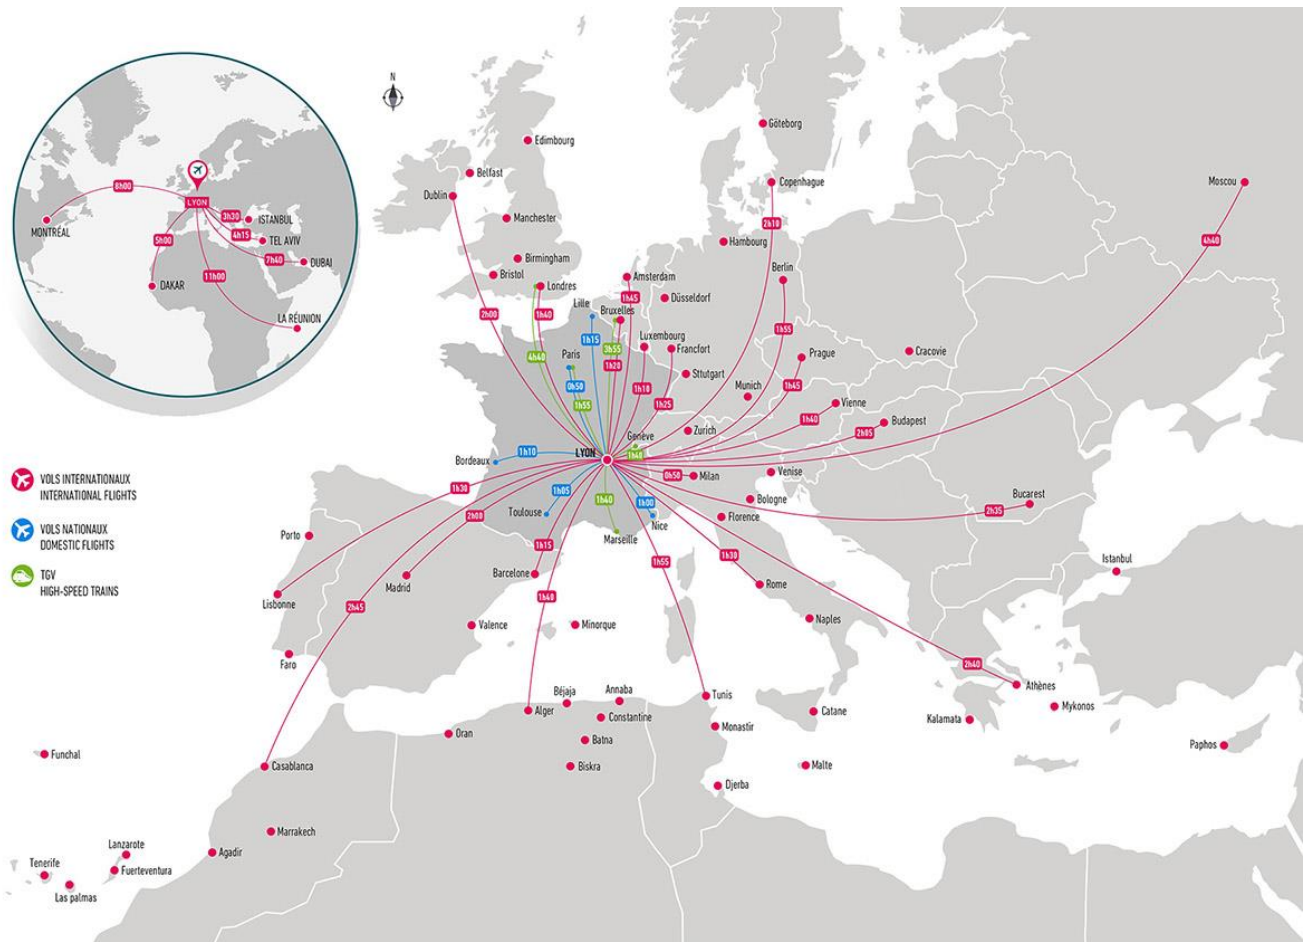 N
8h00
LYON
3h30
ISTANBUL
MONTRÉAL
5h00
4h15
TEL AVIV
7h40
DUBAI
11h00
DAKAR
LA RÉUNION
VOLS INTERNATIONAUX
INTERNATIONAL FLIGHTS
VOLS NATIONAUX
DOMESTIC FLIGHTS
TGV
HIGH-SPEED TRAINS
Göteborg
Edimbourg
Belfast
Dublin
Copenhague
Moscou
Manchester
2h10
Hambourg
4h40
Birmingham
Bristol
Londres
Amsterdam
Berlin
1h45
Düsseldorf
Lille
Bruxelles
2h00
1h40
1h15
3h55
1h55
Luxembourg
Francfort
Paris
4h40
1h20
Prague
Cracovie
0h50
Sttutgart
1h10
1h45
Munich
1h55
1h25
Vienne
1h40
Budapest
2h05
Zurich
Genève
1h40
LYON
1h10
Bordeaux
0h50
Milan
Venise
1h30
1h05
1h40
1h00
Bologne
Bucarest
2h35
Toulouse
Nice
Florence
2h00
Marseille
Porto
1h15
1h30
Istanbul
1h55
Barcelone
Madrid
Rome
Lisbonne
1h40
2h45
Naples
Valence
Minorque
Faro
2h40
Athènes
Béjaja
Annaba
Tunis
Alger
Constantine
Catane
Mykonos
Kalamata
Oran
Batna
Monastir
Paphos
Funchal
Casablanca
Biskra
Malte
Djerba
Marrakech
Lanzarote
Agadir
Tenerife
Fuerteventura
Las palmas